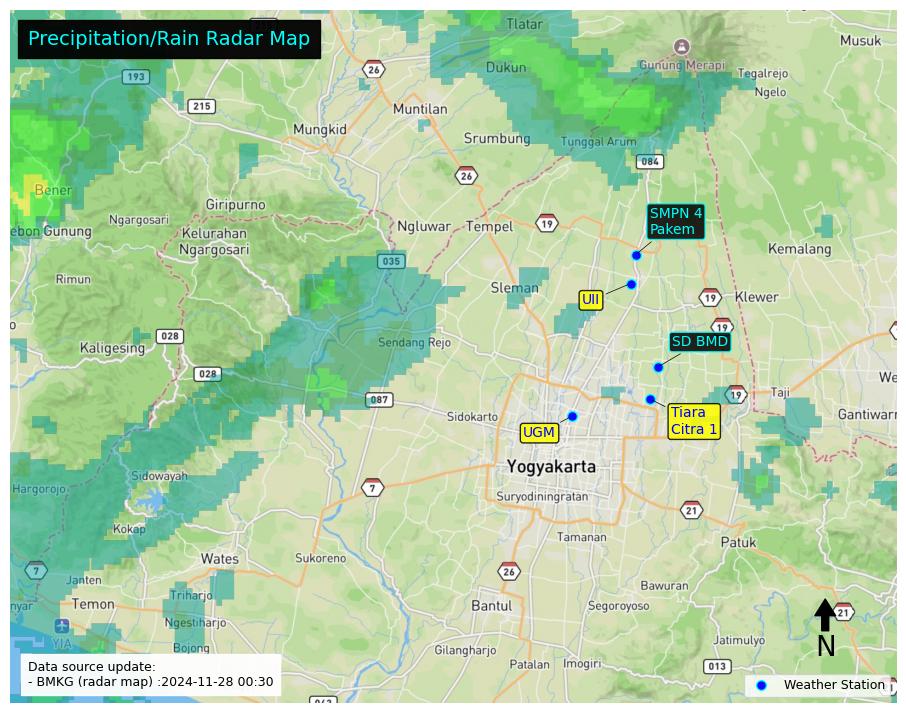 Precipitation/Rain Radar Map
Tlatar
Musuk
26
Dukun
Gunung Merapi
Tegalrejo
193
Ngelo
215
Muntilan
Mungkid
Srumbung
Tunggal Arum
084
26
Bener
Giripurno
SMPN 4
Pakem
Ngargosari
Kelurahan
Ngargosari
Ngluwar
Tempel
19
ebon Gunung
Kemalang
035
Rimun
Sleman
UII
19
Klewer
028
19
Kaligesing
Sendang Rejo
SD BMD
028
087
19
Taji
We
Sidokarto
Tiara
Citra 1
Gantiwarn
UGM
Yogyakarta
Sidowayah
Hargorojo
7
Suryodiningratan
21
Kokap
Tamanan
Patuk
Wates
Sukoreno
7
Janten
26
Bawuran
nyar
Temon
Triharjo
Bantul
Segoroyoso
21
Ngestiharjo
YIA
Jatimulyo
N
Bojong
Gilangharjo
Patalan
Imogiri
013
Data source update:
- BMKG (radar map) :2024-11-28 00:30
Weather Station